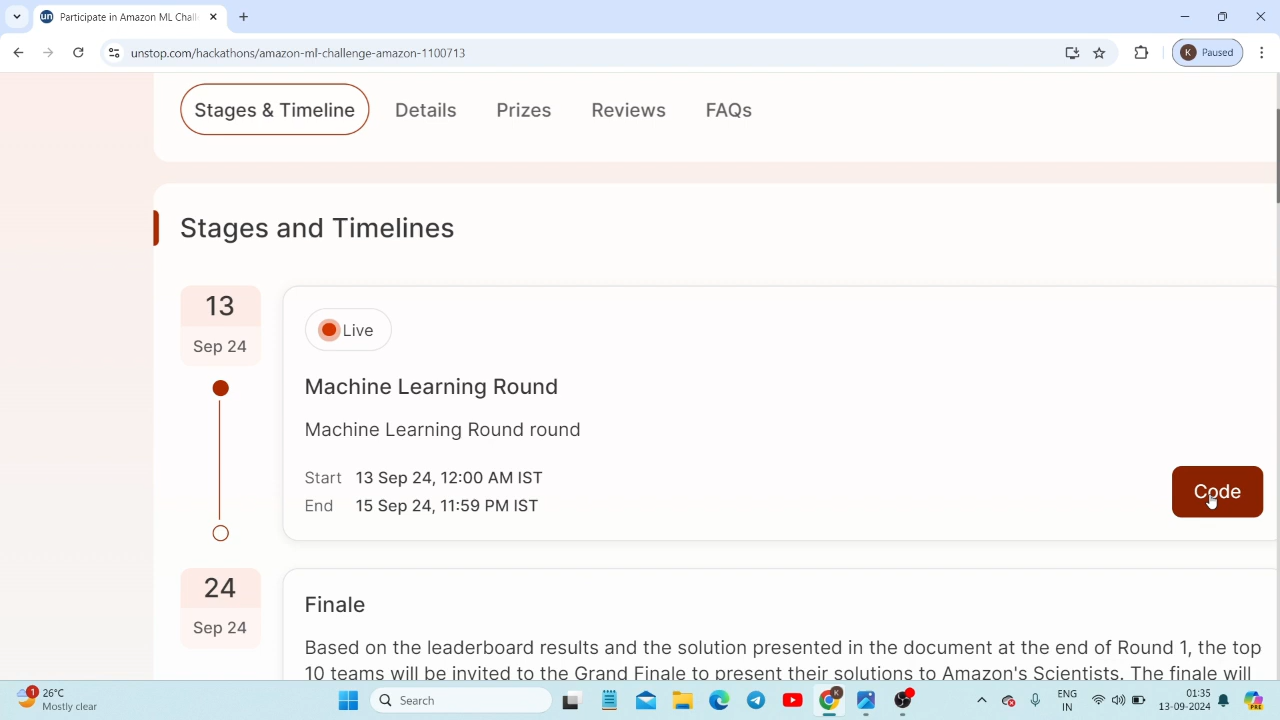 Participate in Amazon ML Chall
unstop.com/hackathons/amazon-ml-challenge-amazon-1100713
K Paused
Stages & Timeline Details Prizes Reviews FAQs
Stages and Timelines
13
Sep 24
Live
Machine Learning Round
Machine Learning Round round
Start 13 Sep 24, 12:00 AM IST
End 15 Sep 24, 11:59 PM IST
Code
24
Sep 24
Finale
Based on the leaderboard results and the solution presented in the document at the end of Round 1, the top
10 teams will be invited to the Grand Finale to present their solutions to Amazon's Scientists. The finale will
1
26°C
Mostly clear
Search
ENG
IN
01:35
13-09-2024